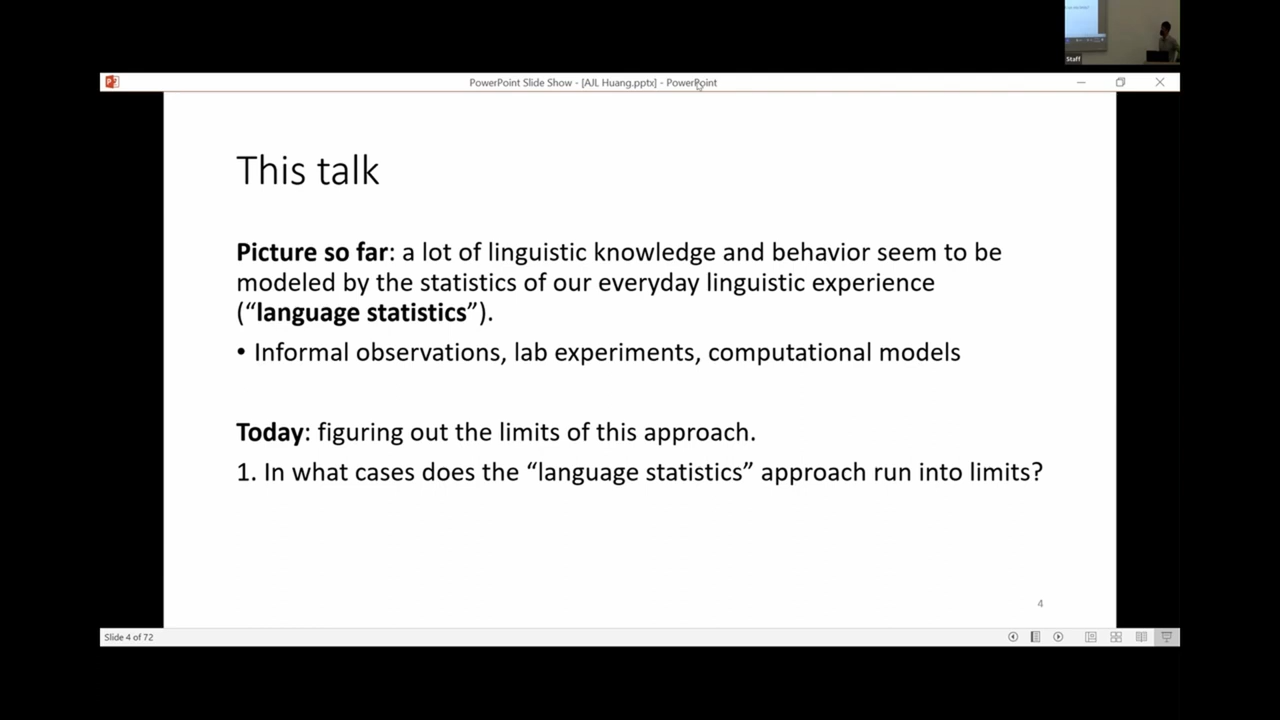 Staff
PowerPoint Slide Show - [AJL Huang.pptx] - PowerPoint
This talk
Picture so far: a lot of linguistic knowledge and behavior seem to be
modeled by the statistics of our everyday linguistic experience
(“language statistics”).
• Informal observations, lab experiments, computational models
Today: figuring out the limits of this approach.
1. In what cases does the “language statistics” approach run into limits?
4
Slide 4 of 72